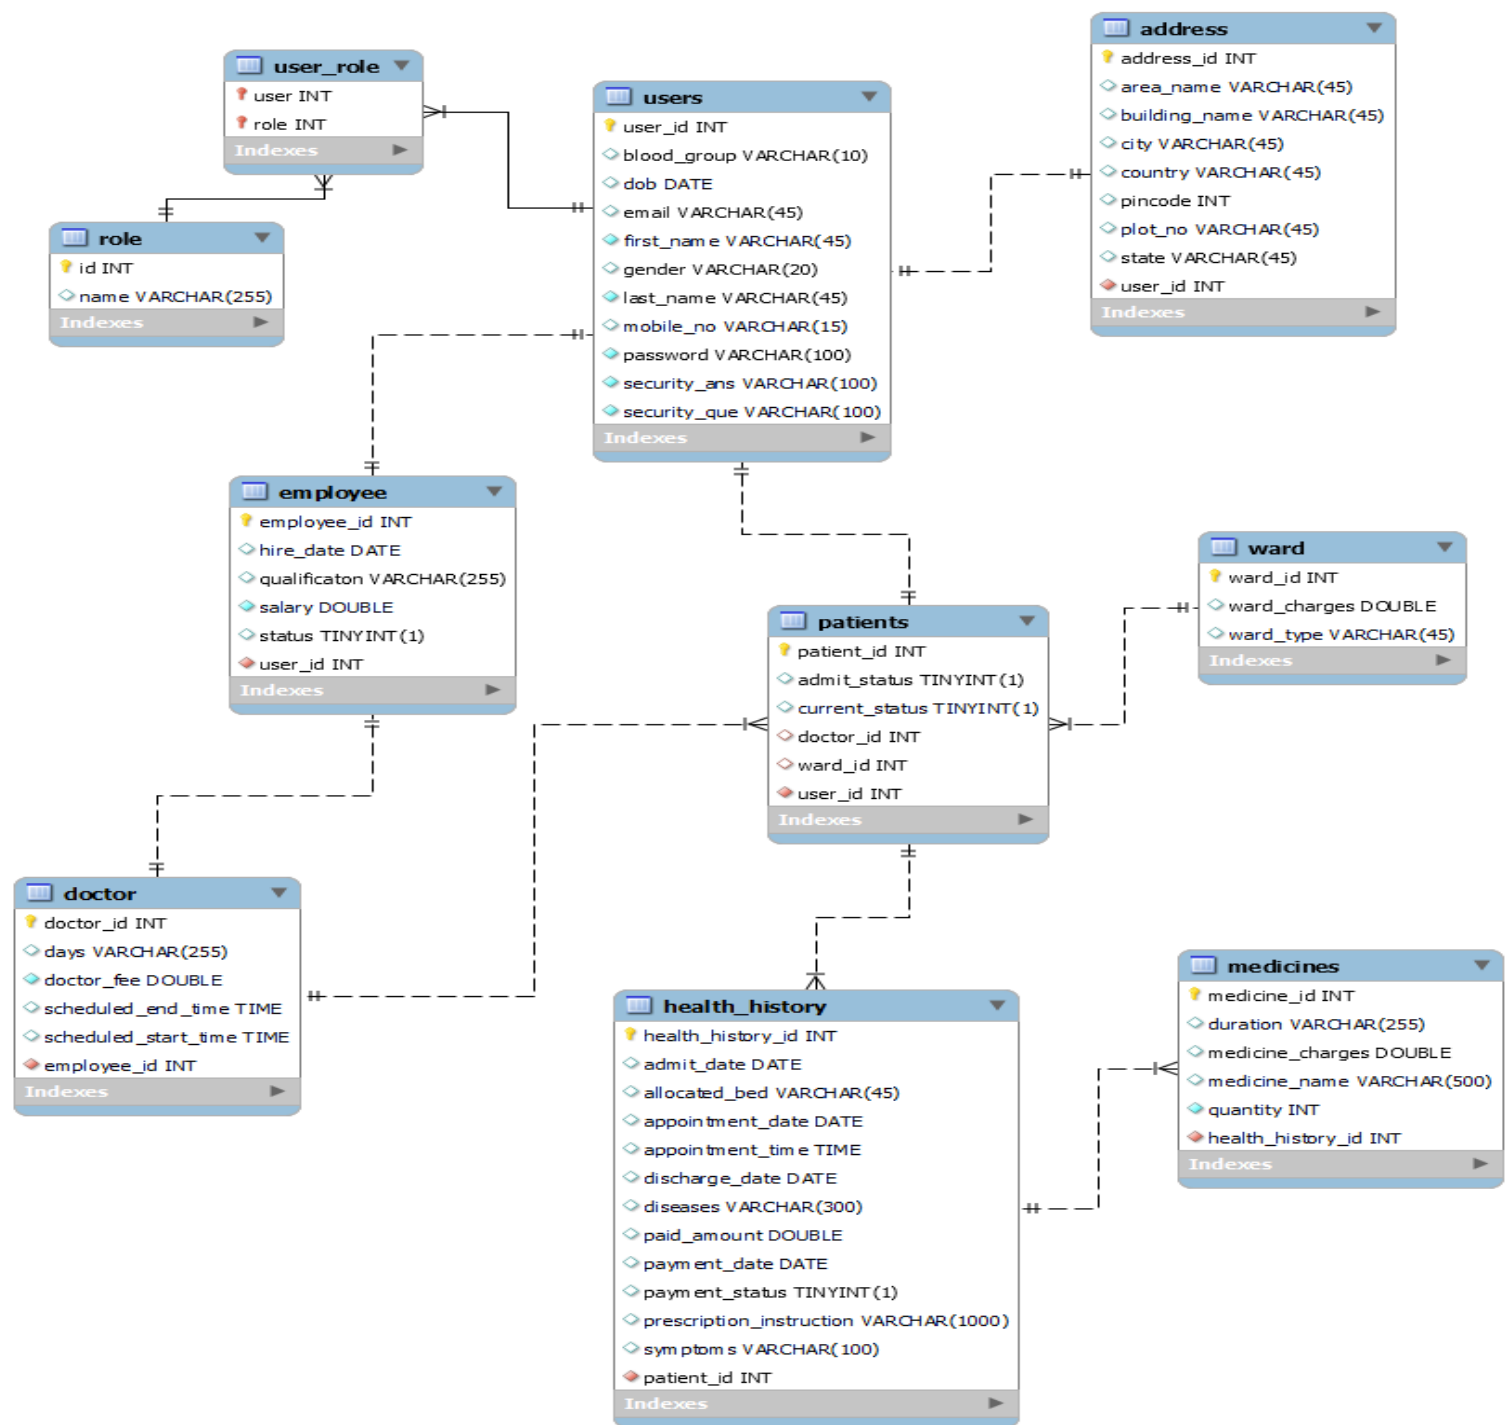 user_role
user INT
role INT
Indexes
role
id INT
name VARCHAR(255)
Indexes
users
user_id INT
blood_group VARCHAR(10)
dob DATE
email VARCHAR(45)
first_name VARCHAR(45)
gender VARCHAR(20)
last_name VARCHAR(45)
mobile_no VARCHAR(15)
password VARCHAR(100)
security_ans VARCHAR(100)
security_que VARCHAR(100)
Indexes
address
address_id INT
area_name VARCHAR(45)
building_name VARCHAR(45)
city VARCHAR(45)
country VARCHAR(45)
pincode INT
plot_no VARCHAR(45)
state VARCHAR(45)
user_id INT
Indexes
employee
employee_id INT
hire_date DATE
qualificaton VARCHAR(255)
salary DOUBLE
status TINYINT(1)
user_id INT
Indexes
patients
patient_id INT
admit_status TINYINT(1)
current_status TINYINT(1)
doctor_id INT
ward_id INT
user_id INT
Indexes
ward
ward_id INT
ward_charges DOUBLE
ward_type VARCHAR(45)
Indexes
doctor
doctor_id INT
days VARCHAR(255)
doctor_fee DOUBLE
scheduled_end_time TIME
scheduled_start_time TIME
employee_id INT
Indexes
health_history
health_history_id INT
admit_date DATE
allocated_bed VARCHAR(45)
appointment_date DATE
appointment_time TIME
discharge_date DATE
diseases VARCHAR(300)
paid_amount DOUBLE
payment_date DATE
payment_status TINYINT(1)
prescription_instruction VARCHAR(1000)
symptoms VARCHAR(100)
patient_id INT
Indexes
medicines
medicine_id INT
duration VARCHAR(255)
medicine_charges DOUBLE
medicine_name VARCHAR(500)
quantity INT
health_history_id INT
Indexes